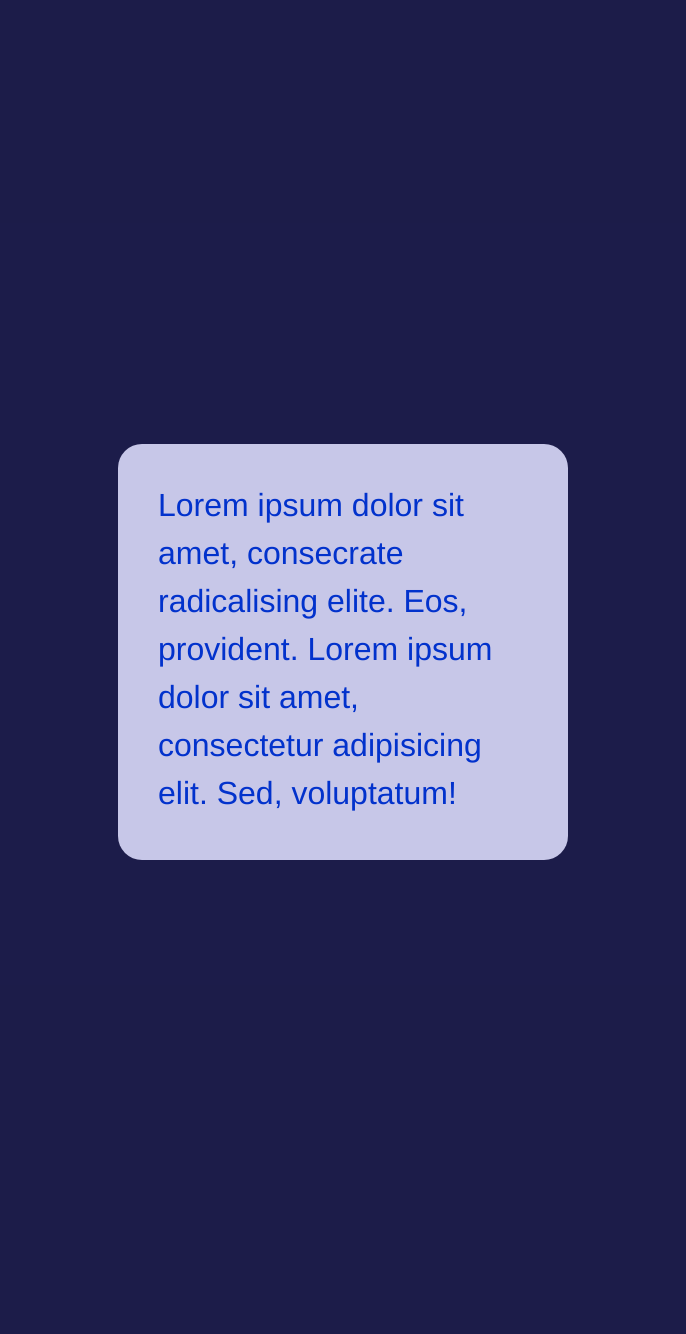 Lorem ipsum dolor sit
amet, consecrate
radicalising elite. Eos,
provident. Lorem ipsum
dolor sit amet,
consectetur adipisicing
elit. Sed, voluptatum!